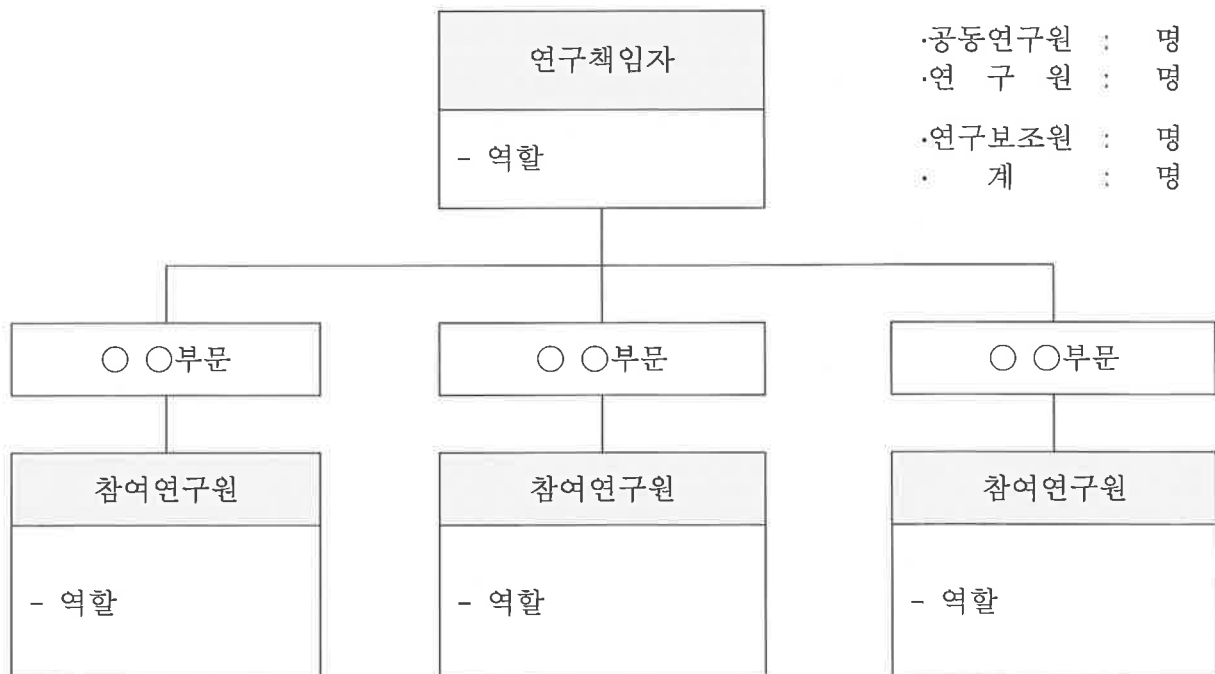 연구책임자
- 역할
·공동연구원 : 명
·연 구 원 : 명
·연구보조원 : 명
· 계 : 명
○ ○부문
○ ○부문
○ ○부문
참여연구원
참여연구원
참여연구원
- 역할
- 역할
- 역할